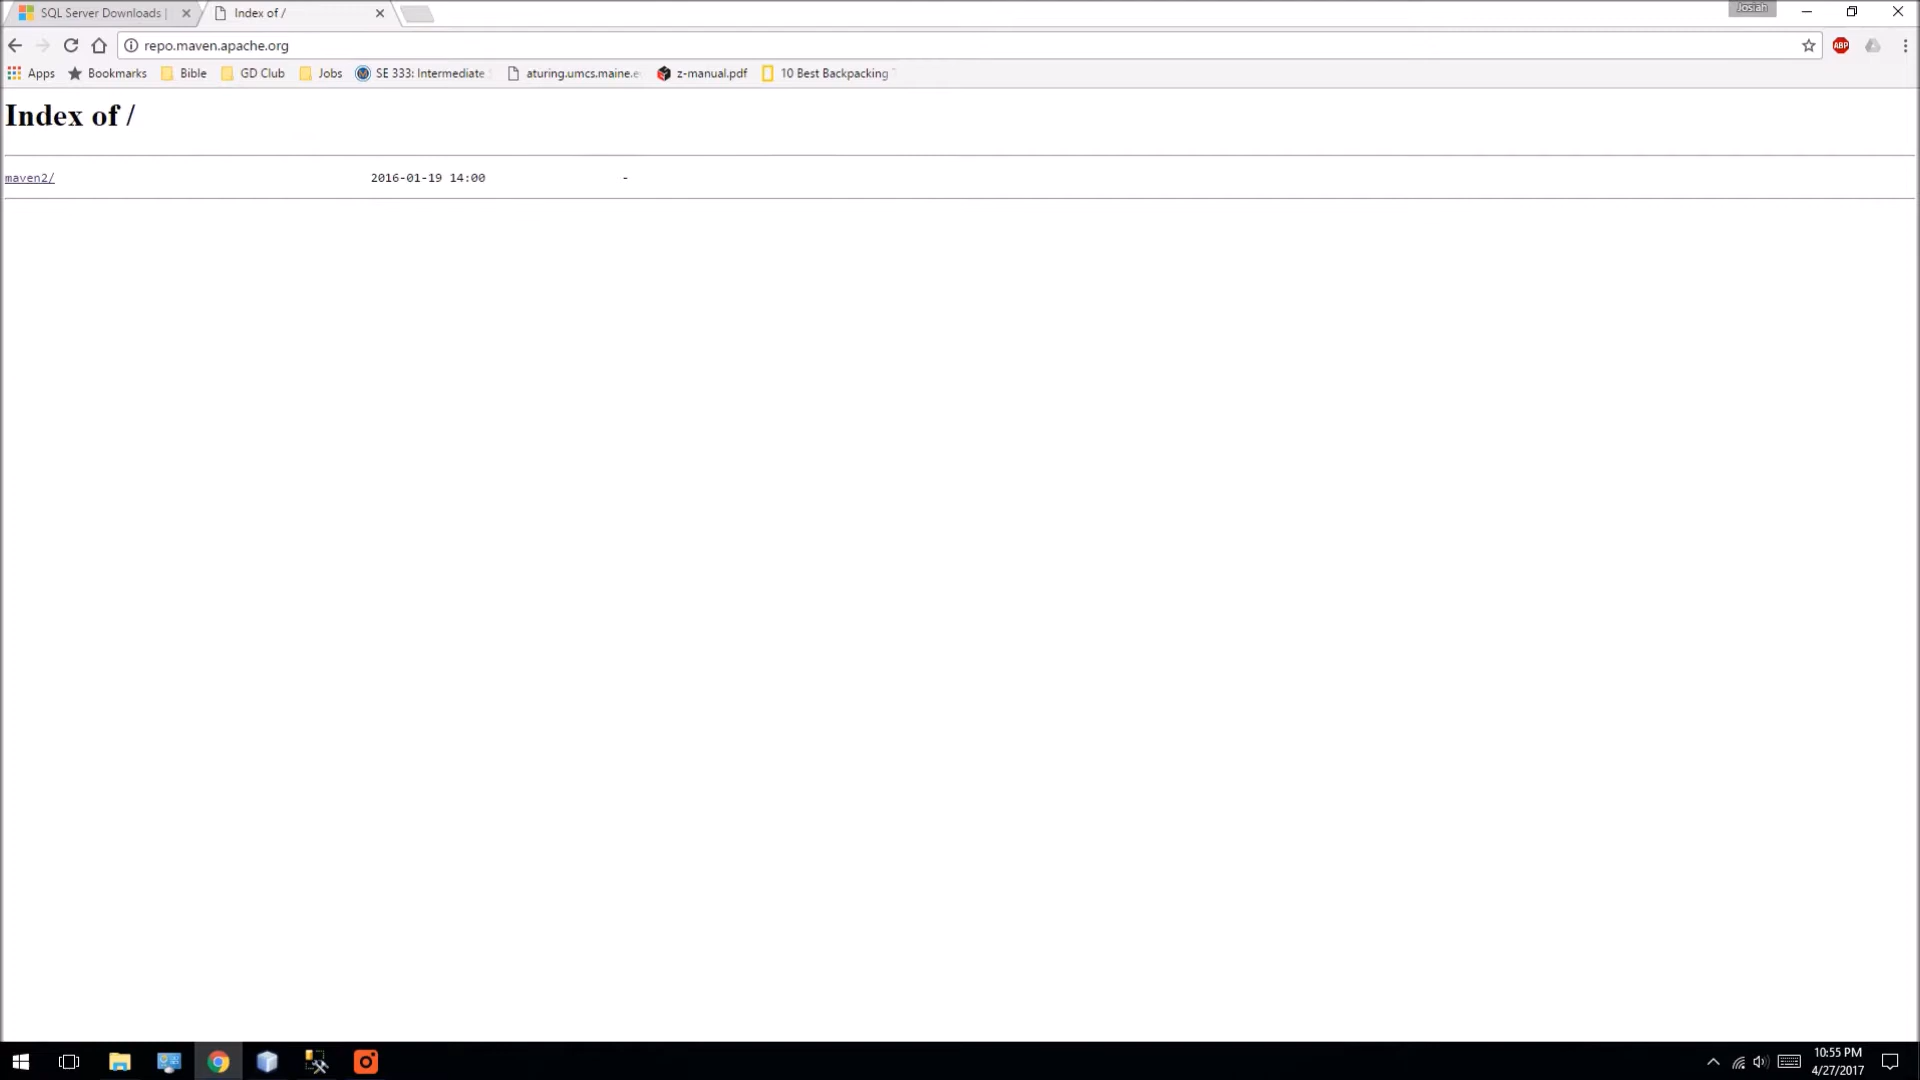 SQL Server Downloads |
Index of /
Josiah
repo.maven.apache.org
ABP
Apps
Bookmarks
Bible
GD Club
Jobs
SE 333: Intermediate
aturing.umcs.maine.e
z-manual.pdf
10 Best Backpacking
Index of /
maven2/ 2016-01-19 14:00 -
10:55 PM
4/27/2017